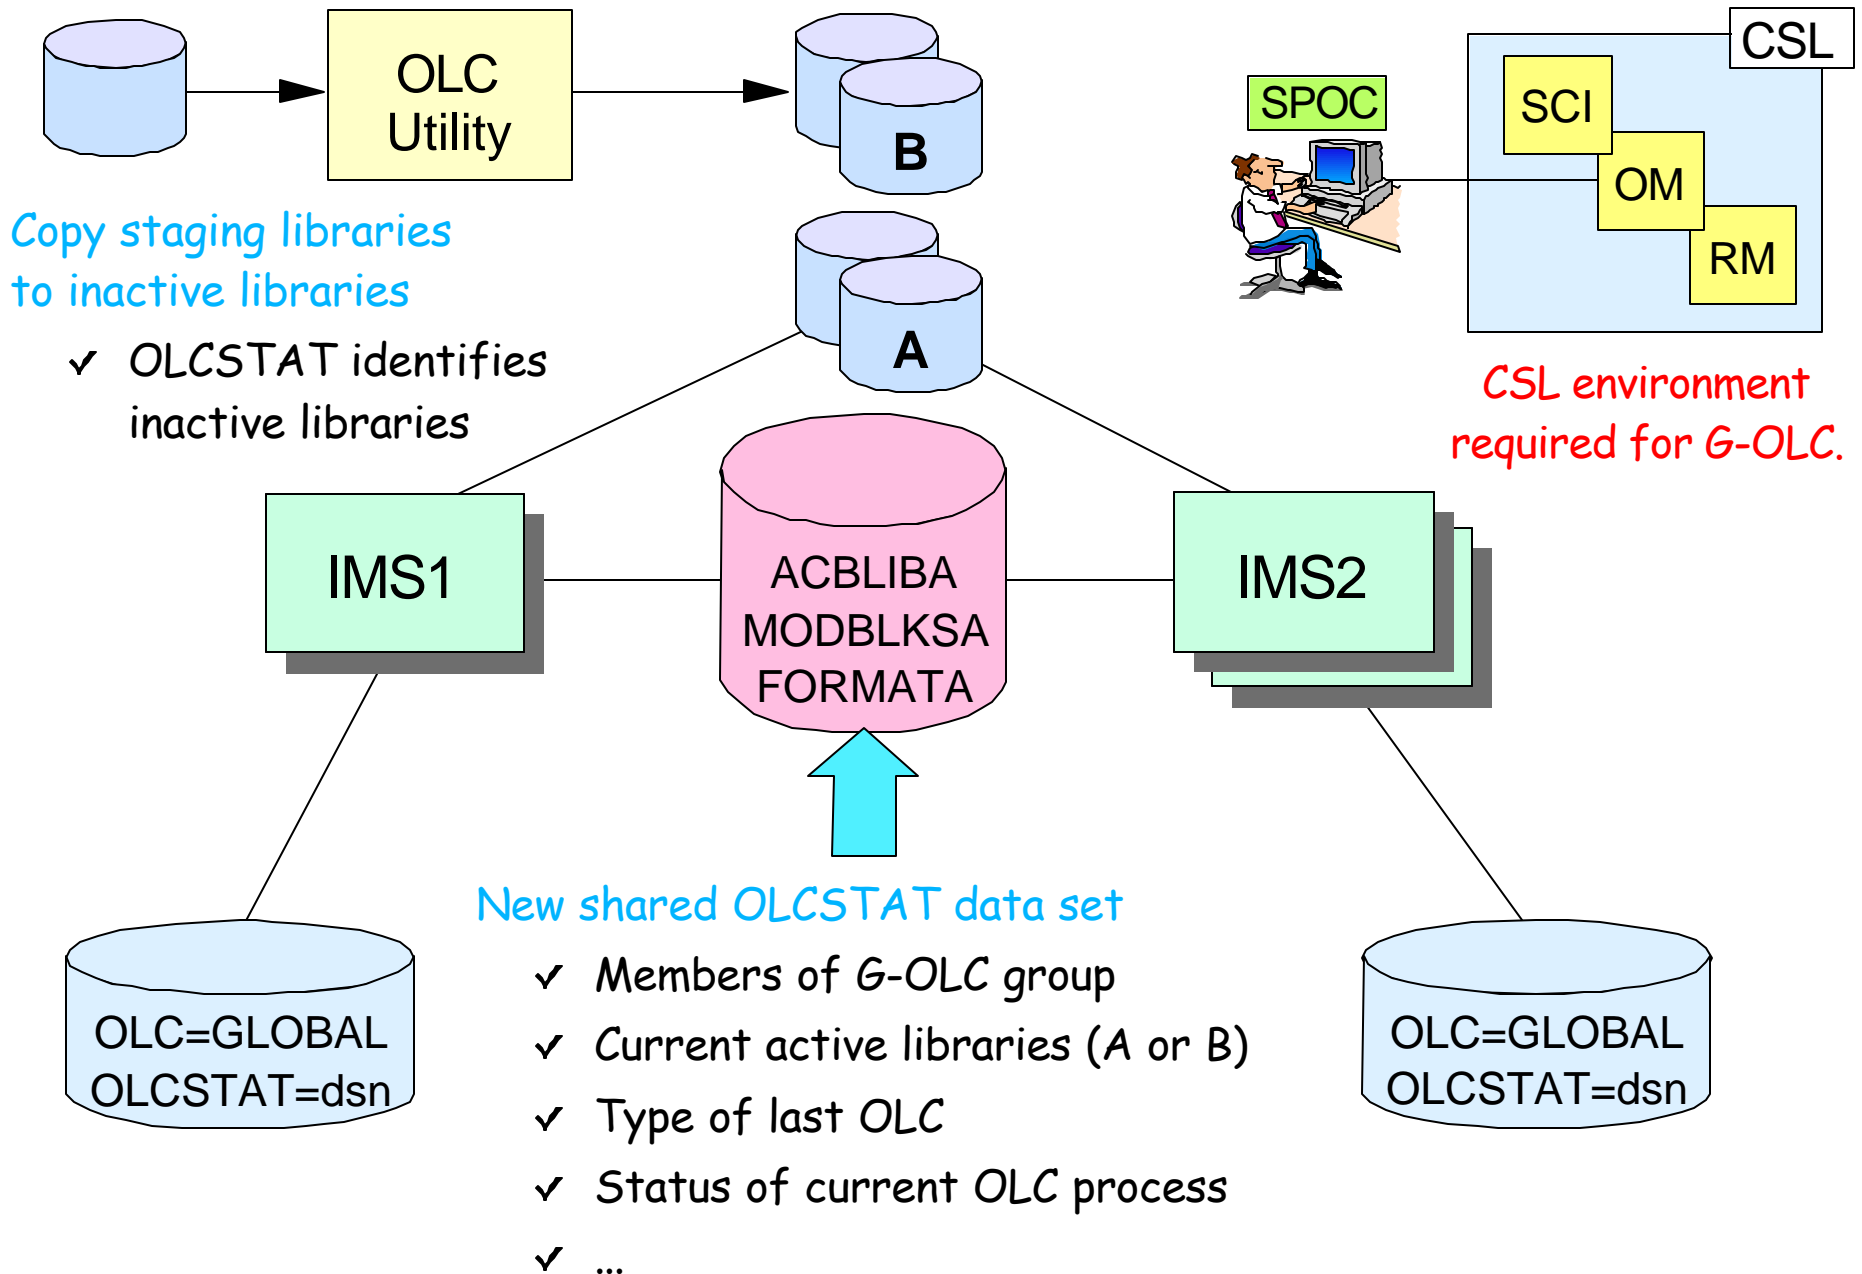 OLC
Utility
B
CSL
SPOC
SCI
OM
RM
Copy staging libraries
to inactive libraries
✓ OLCSTAT identifies
inactive libraries
A
CSL environment
required for G-OLC.
IMS1
ACBLIBA
MODBLKSA
FORMATA
IMS2
New shared OLCSTAT data set
✓ Members of G-OLC group
✓ Current active libraries (A or B)
✓ Type of last OLC
✓ Status of current OLC process
✓ ...
OLC=GLOBAL
OLCSTAT=dsn
OLC=GLOBAL
OLCSTAT=dsn